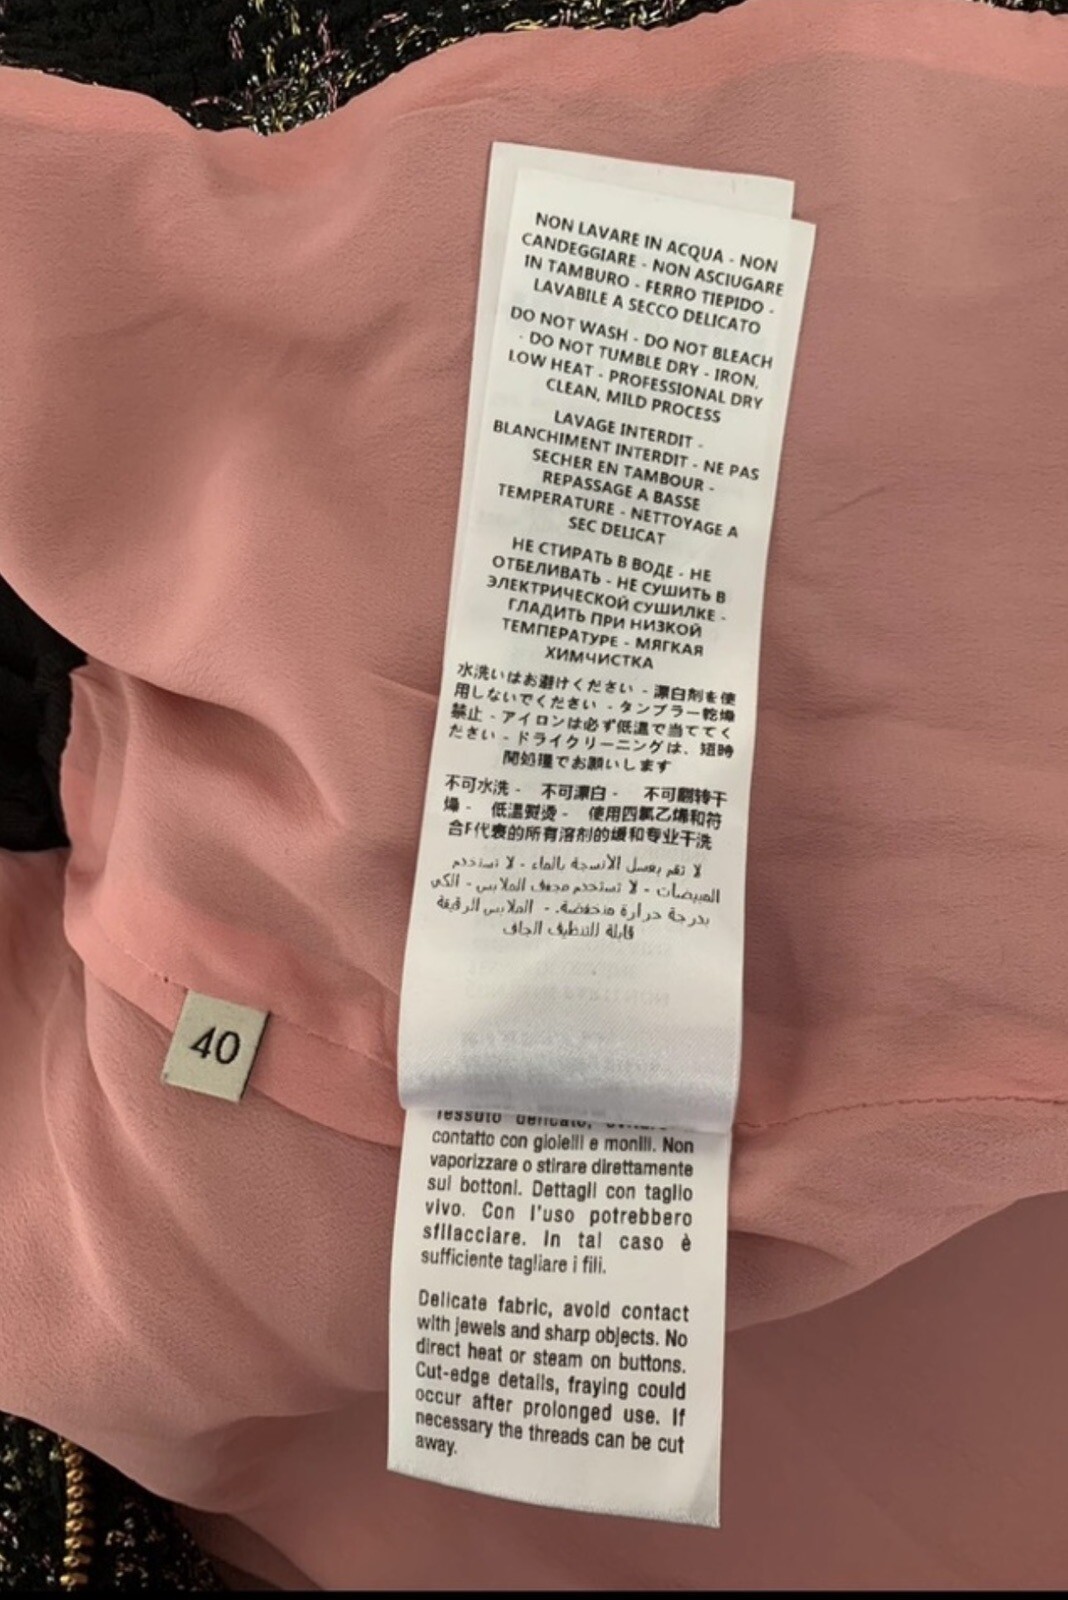 NON LAVARE IN ACQUA - NON
CANDEGGIARE - NON ASCIUGARE
IN TAMBURO - FERRO TIEPIDO -
LAVABILE A SECCO DELICATO
DO NOT WASH - DO NOT BLEACH
- DO NOT TUMBLE DRY - IRON,
LOW HEAT - PROFESSIONAL DRY
CLEAN, MILD PROCESS
LAVAGE INTERDIT -
BLANCHIMENT INTERDIT - NE PAS
SECHER EN TAMBOUR -
REPASSAGE A BASSE
TEMPERATURE - NETTOYAGE A
SEC DELICAT
НЕ СТИРАТЬ В ВОДЕ - НЕ
ОТБЕЛИВАТЬ - НЕ СУШИТЬ В
ЭЛЕКТРИЧЕСКОЙ СУШИЛКЕ -
ГЛАДИТЬ ПРИ НИЗКОЙ
ТЕМПЕРАТУРЕ - МЯГКАЯ
ХИМЧИСТКА
水洗いはお避けください - 漂白剤を使
用しないでください - タンブラー乾燥
禁止 - アイロンは必ず低温で当ててく
ださい - ドライクリーニングは、短時
間処理でお願いします
不可水洗 - 不可漂白 - 不可翻转干
燥 - 低温熨烫 - 使用四氯乙烯和符
合F代表的所有溶剂的缓和专业干洗
لا تقم بغسل الأنسجة بالماء - لا تستخدم
المبيضات - لا تستخدم مجفف الملابس - الكي
بدرجة حرارة منخفضة. - الملابس الرقيقة
قابلة للتنظيف الجاف
40
Tessuto delicato,
contatto con gioielli e monili. Non
vaporizzare o stirare direttamente
sui bottoni. Dettagli con taglio
vivo. Con l'uso potrebbero
sfilacciare. In tal caso è
sufficiente tagliare i fili.
Delicate fabric, avoid contact
with jewels and sharp objects. No
direct heat or steam on buttons.
Cut-edge details, fraying could
occur after prolonged use. If
necessary the threads can be cut
away.